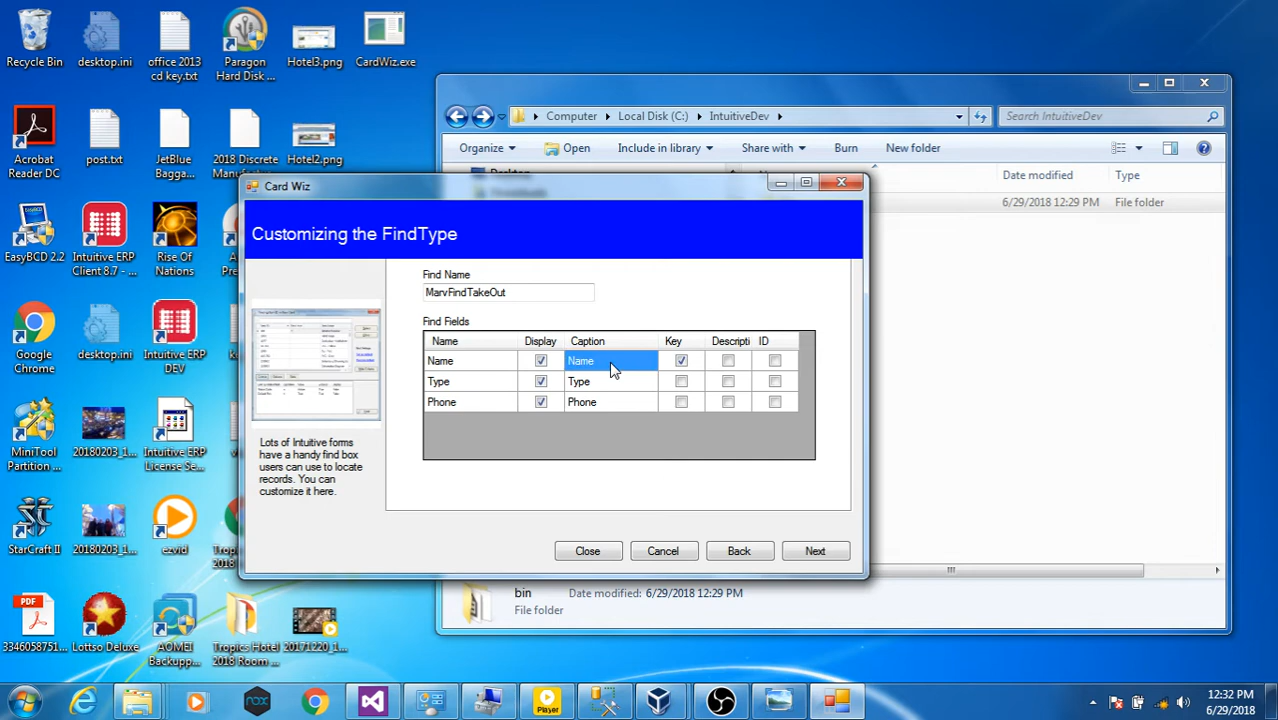 Recycle Bin
desktop.ini
office 2013
cd key.txt
Paragon
Hard Disk ...
Hotel3.png
CardWiz.exe
Acrobat
Reader DC
post.txt
JetBlue
Bagga...
2018 Discrete
Manufactu...
Hotel2.png
EasyBCD 2.2
Intuitive ERP
Client 8.7 - ...
Rise Of
Nations
Google
Chrome
desktop.ini
Intuitive ERP
DEV
MiniTool
Partition ...
20180203_1...
Intuitive ERP
License Se...
StarCraft II
20180203_1...
ezvid
PDF
3346058751...
Lottso Deluxe
AOMEI
Backupp...
Tropics Hotel
2018 Room ...
20171220_1...
Computer
Local Disk (C:)
IntuitiveDev
Search IntuitiveDev
Organize
Open
Include in library
Share with
Burn
New folder
Desktop
Date modified
Type
6/29/2018 12:29 PM
File folder
bin
Date modified: 6/29/2018 12:29 PM
File folder
Card Wiz
Customizing the FindType
Find Name
MarvFindTakeOut
Find Fields
Name Display Caption Key Descripti ID
Name Name
Type Type
Phone Phone
Lots of Intuitive forms
have a handy find box
users can use to locate
records. You can
customize it here.
Close
Cancel
Back
Next
nox
Player
12:32 PM
6/29/2018